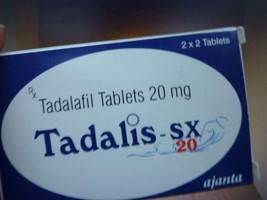 2 x 2 Tablets
Rx
Tadalafil Tablets 20 mg
Tadalis-SX
20
ajanta